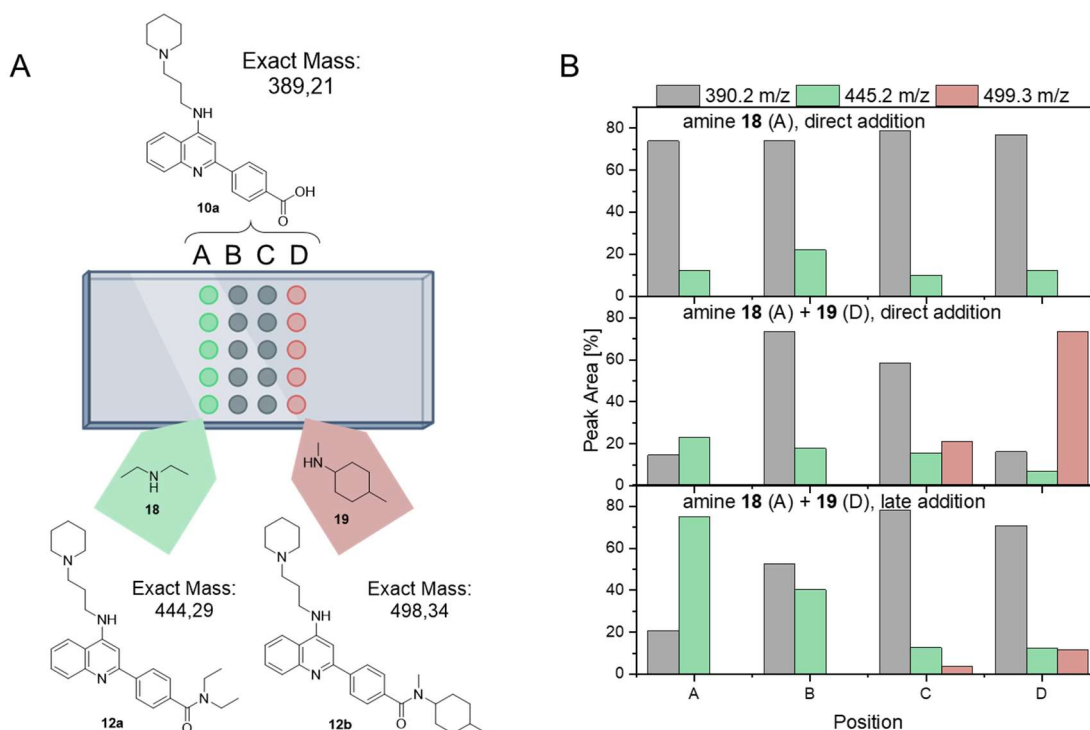 A
Exact Mass:
389,21
N
NH
N
OH
O
10a
A B C D
N
H
18
HN
19
Exact Mass:
444,29
Exact Mass:
498,34
N
NH
N
N
O
12a
N
NH
N
N
O
12b
B
390.2 m/z 445.2 m/z 499.3 m/z
amine 18 (A), direct addition
80
60
40
20
0
amine 18 (A) + 19 (D), direct addition
80
60
40
20
0
amine 18 (A) + 19 (D), late addition
80
60
40
20
0
Peak Area [%]
A B C D
Position